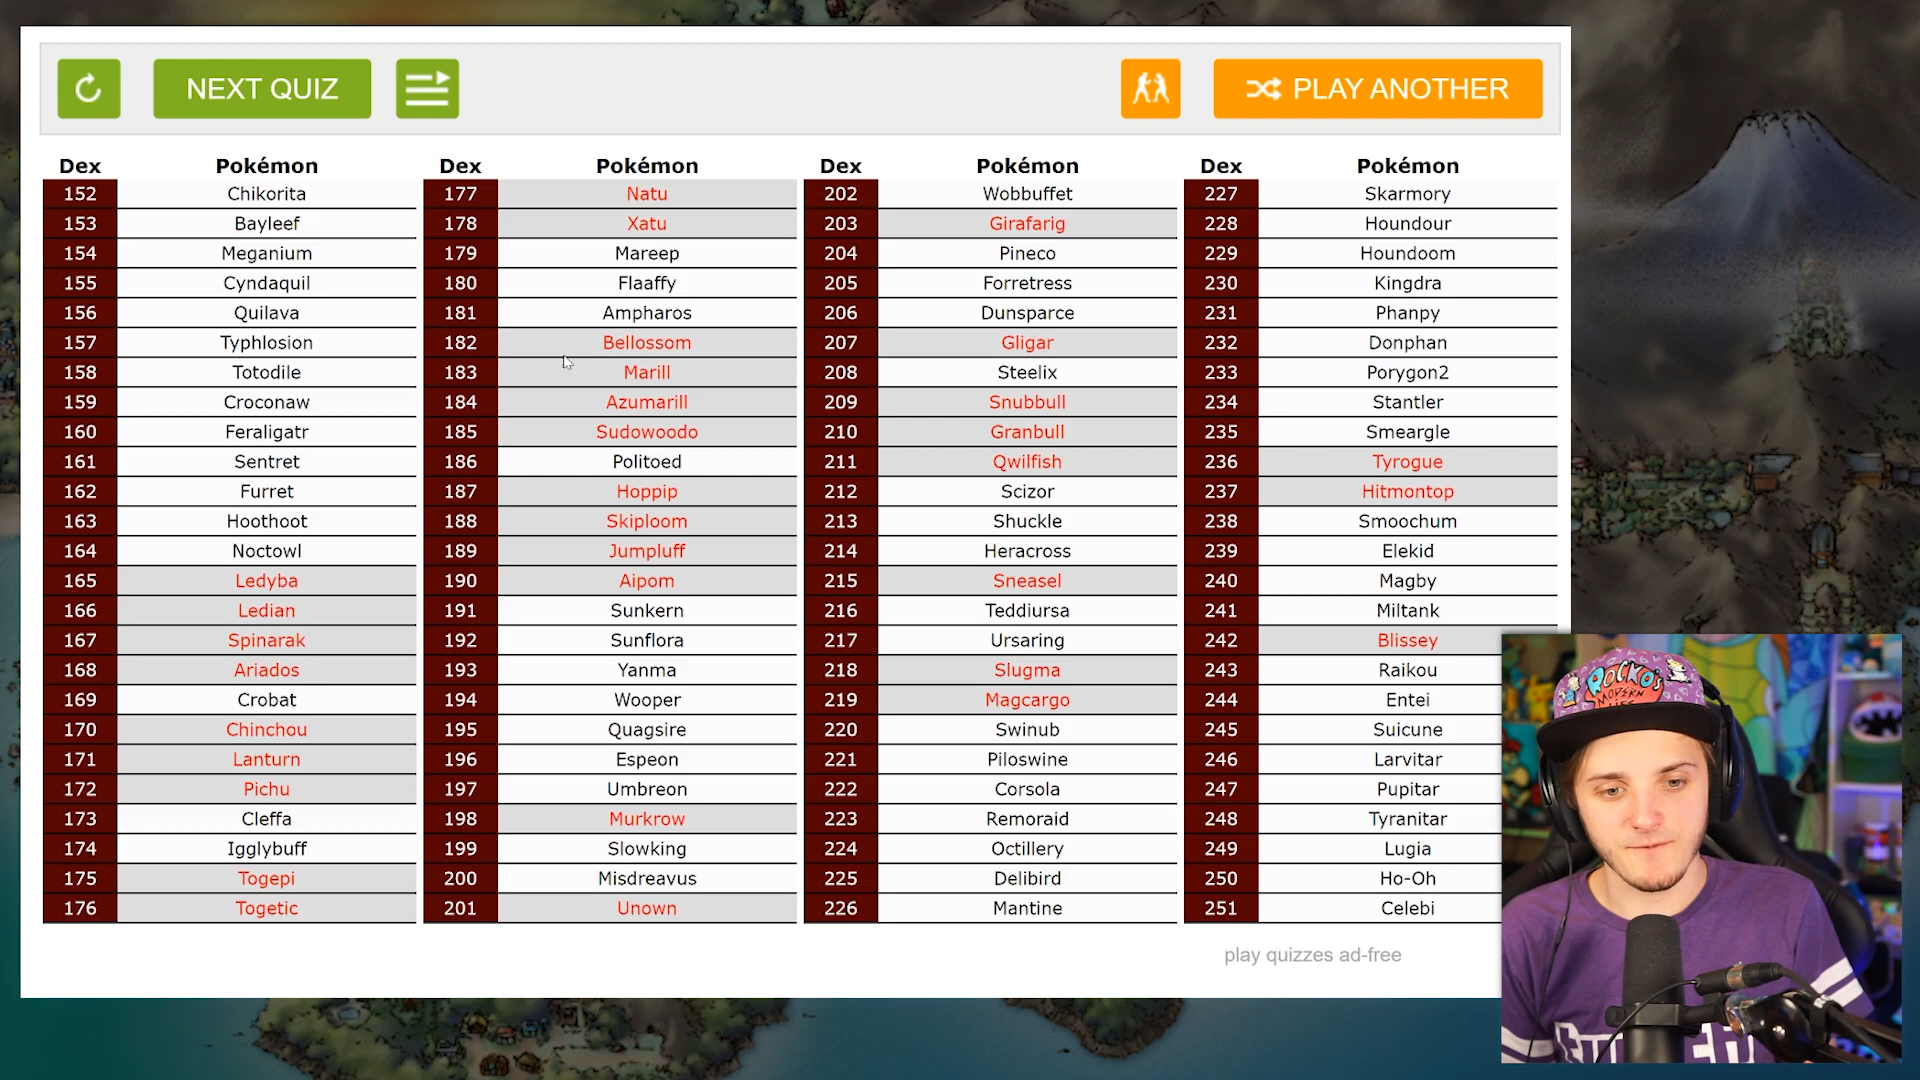 NEXT QUIZ
PLAY ANOTHER
Dex Pokémon Dex Pokémon Dex Pokémon Dex Pokémon
152 Chikorita 177 Natu 202 Wobbuffet 227 Skarmory
153 Bayleef 178 Xatu 203 Girafarig 228 Houndour
154 Meganium 179 Mareep 204 Pineco 229 Houndoom
155 Cyndaquil 180 Flaaffy 205 Forretress 230 Kingdra
156 Quilava 181 Ampharos 206 Dunsparce 231 Phanpy
157 Typhlosion 182 Bellossom 207 Gligar 232 Donphan
158 Totodile 183 Marill 208 Steelix 233 Porygon2
159 Croconaw 184 Azumarill 209 Snubbull 234 Stantler
160 Feraligatr 185 Sudowoodo 210 Granbull 235 Smeargle
161 Sentret 186 Politoed 211 Qwilfish 236 Tyrogue
162 Furret 187 Hoppip 212 Scizor 237 Hitmontop
163 Hoothoot 188 Skiploom 213 Shuckle 238 Smoochum
164 Noctowl 189 Jumpluff 214 Heracross 239 Elekid
165 Ledyba 190 Aipom 215 Sneasel 240 Magby
166 Ledian 191 Sunkern 216 Teddiursa 241 Miltank
167 Spinarak 192 Sunflora 217 Ursaring 242 Blissey
168 Ariados 193 Yanma 218 Slugma 243 Raikou
169 Crobat 194 Wooper 219 Magcargo 244 Entei
170 Chinchou 195 Quagsire 220 Swinub 245 Suicune
171 Lanturn 196 Espeon 221 Piloswine 246 Larvitar
172 Pichu 197 Umbreon 222 Corsola 247 Pupitar
173 Cleffa 198 Murkrow 223 Remoraid 248 Tyranitar
174 Igglybuff 199 Slowking 224 Octillery 249 Lugia
175 Togepi 200 Misdreavus 225 Delibird 250 Ho-Oh
176 Togetic 201 Unown 226 Mantine 251 Celebi
play quizzes ad-free
ROCKO'S
MODERN